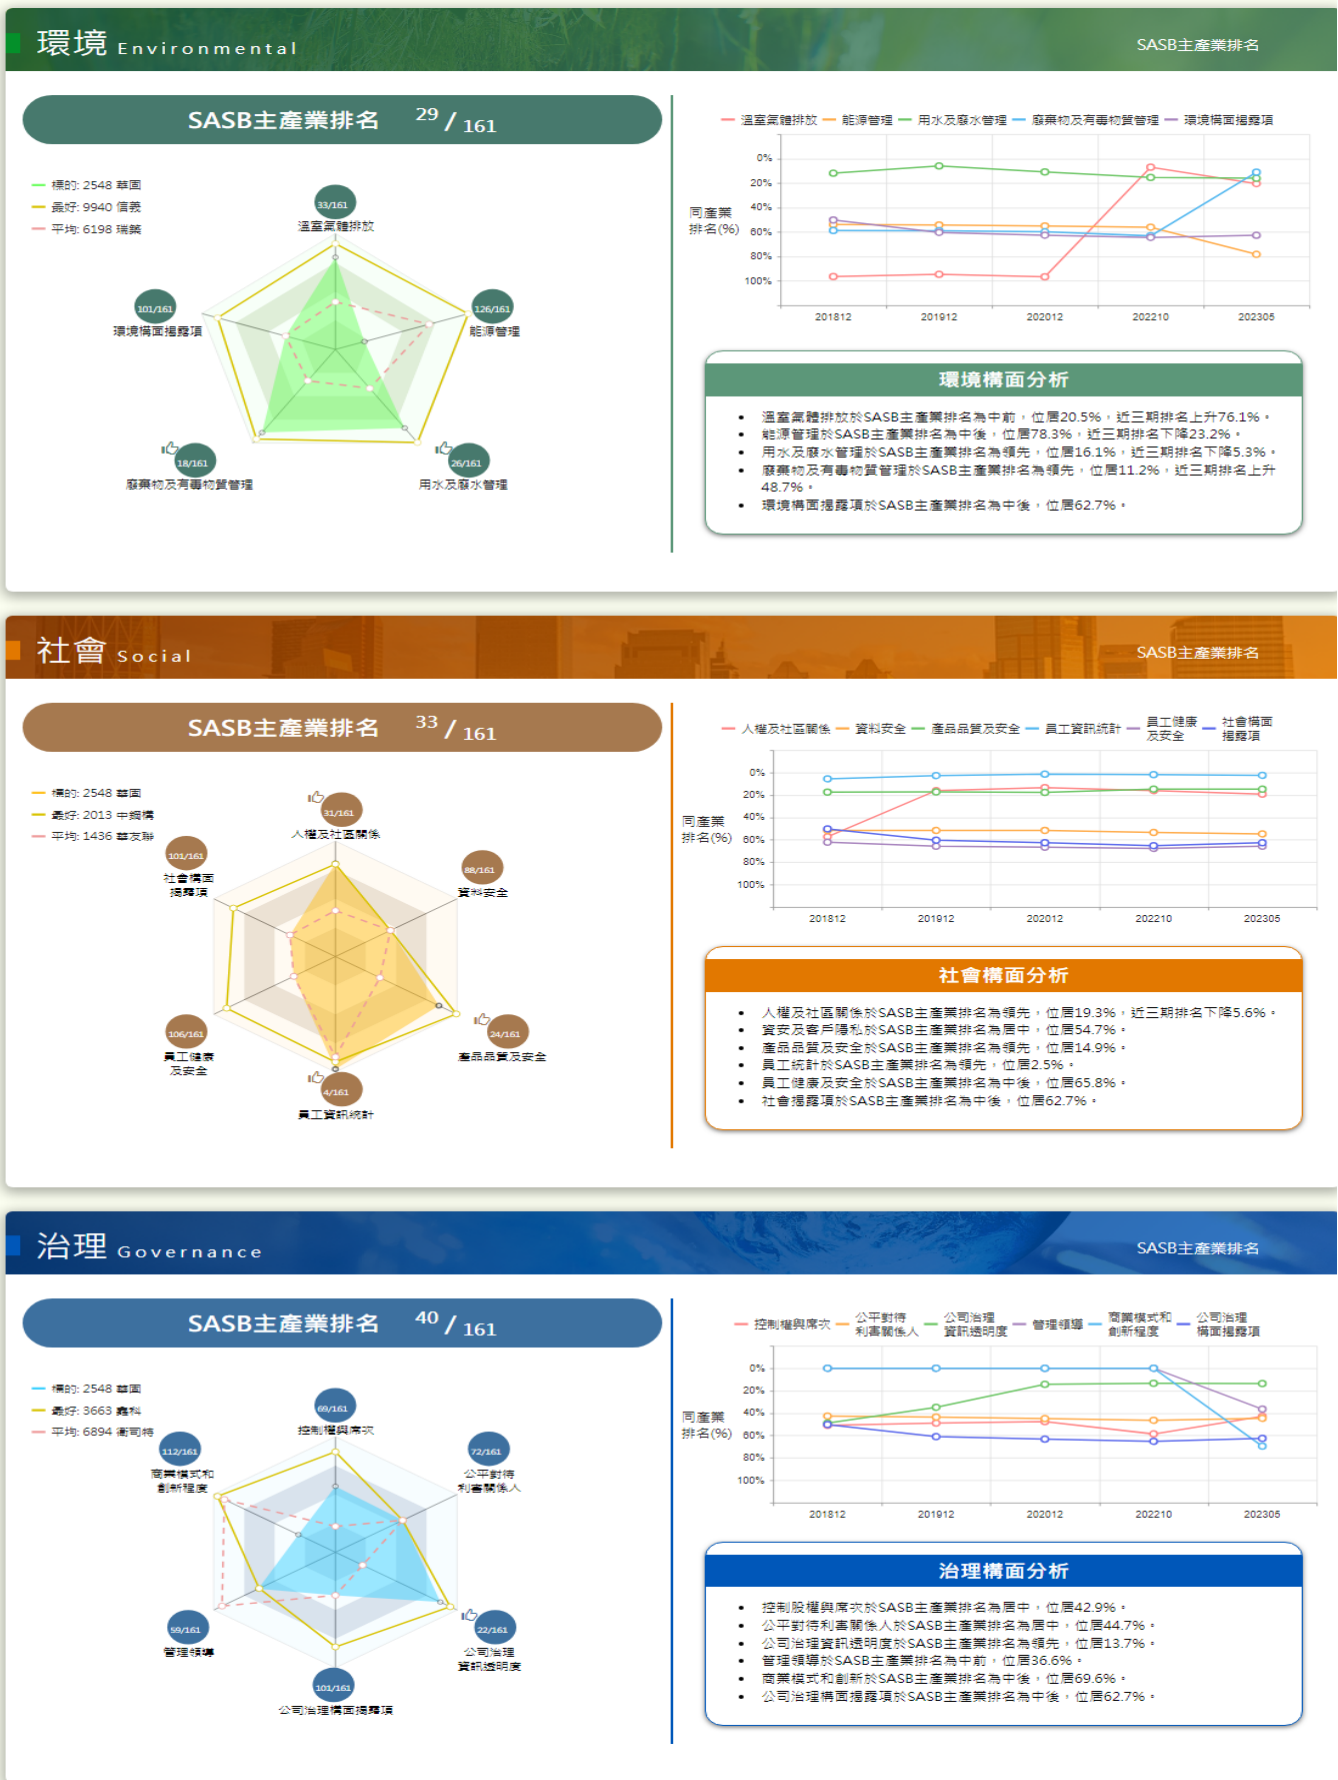 環境 Environmental
SASB主產業排名
SASB主產業排名 29 / 161
標的: 2548 華固
最好: 9940 信義
平均: 6198 瑞築
33/161
溫室氣體排放
126/161
能源管理
26/161
用水及廢水管理
18/161
廢棄物及有毒物質管理
101/161
環境構面揭露項
溫室氣體排放 能源管理 用水及廢水管理 廢棄物及有毒物質管理 環境構面揭露項
同產業
排名(%)
0%
20%
40%
60%
80%
100%
201812 201912 202012 202210 202305
環境構面分析
• 溫室氣體排放於SASB主產業排名為中前，位居20.5%，近三期排名上升76.1%。
• 能源管理於SASB主產業排名為中後，位居78.3%，近三期排名下降23.2%。
• 用水及廢水管理於SASB主產業排名為領先，位居16.1%，近三期排名下降5.3%。
• 廢棄物及有毒物質管理於SASB主產業排名為領先，位居11.2%，近三期排名上升
48.7%。
• 環境構面揭露項於SASB主產業排名為中後，位居62.7%。
社會 Social
SASB主產業排名
SASB主產業排名 33 / 161
標的: 2548 華固
最好: 2013 中鋼構
平均: 1436 華友聯
31/161
人權及社區關係
88/161
資料安全
24/161
產品品質及安全
4/161
員工資訊統計
106/161
員工健康
及安全
101/161
社會構面
揭露項
人權及社區關係 資料安全 產品品質及安全 員工資訊統計 員工健康
及安全 社會構面
揭露項
同產業
排名(%)
0%
20%
40%
60%
80%
100%
201812 201912 202012 202210 202305
社會構面分析
• 人權及社區關係於SASB主產業排名為領先，位居19.3%，近三期排名下降5.6%。
• 資安及客戶隱私於SASB主產業排名為居中，位居54.7%。
• 產品品質及安全於SASB主產業排名為領先，位居14.9%。
• 員工統計於SASB主產業排名為領先，位居2.5%。
• 員工健康及安全於SASB主產業排名為中後，位居65.8%。
• 社會揭露項於SASB主產業排名為中後，位居62.7%。
治理 Governance
SASB主產業排名
SASB主產業排名 40 / 161
標的: 2548 華固
最好: 3663 鑫科
平均: 6894 衛司特
69/161
控制權與席次
72/161
公平對待
利害關係人
22/161
公司治理
資訊透明度
101/161
公司治理構面揭露項
59/161
管理領導
112/161
商業模式和
創新程度
控制權與席次 公平對待
利害關係人 公司治理
資訊透明度 管理領導 商業模式和
創新程度 公司治理
構面揭露項
同產業
排名(%)
0%
20%
40%
60%
80%
100%
201812 201912 202012 202210 202305
治理構面分析
• 控制股權與席次於SASB主產業排名為居中，位居42.9%。
• 公平對待利害關係人於SASB主產業排名為居中，位居44.7%。
• 公司治理資訊透明度於SASB主產業排名為領先，位居13.7%。
• 管理領導於SASB主產業排名為中前，位居36.6%。
• 商業模式和創新於SASB主產業排名為中後，位居69.6%。
• 公司治理構面揭露項於SASB主產業排名為中後，位居62.7%。